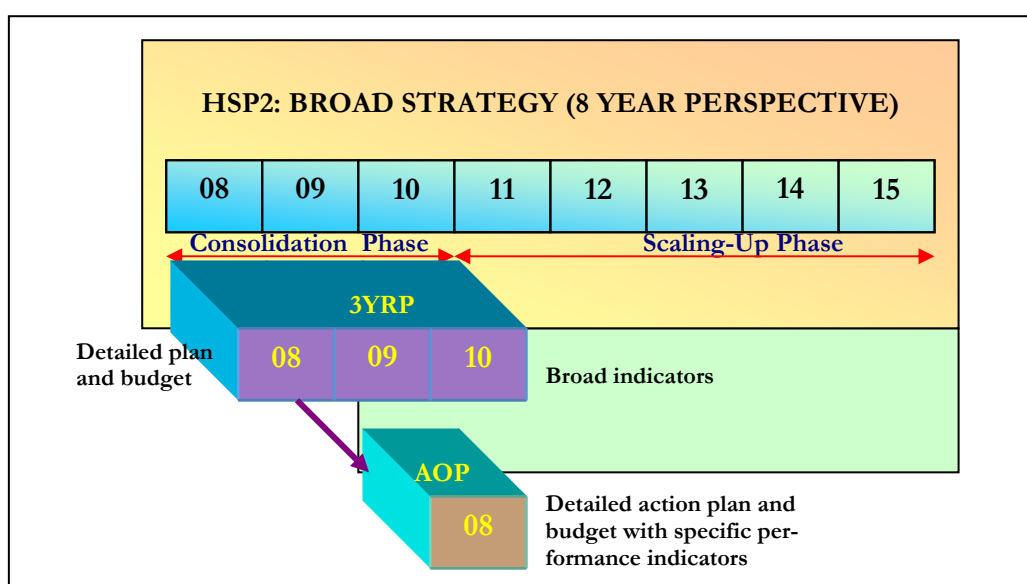 HSP2: BROAD STRATEGY (8 YEAR PERSPECTIVE)
08 09 10 11 12 13 14 15
Consolidation Phase Scaling-Up Phase
3YRP
Detailed plan
and budget
08 09 10
Broad indicators
AOP
08
Detailed action plan and
budget with specific per-
formance indicators